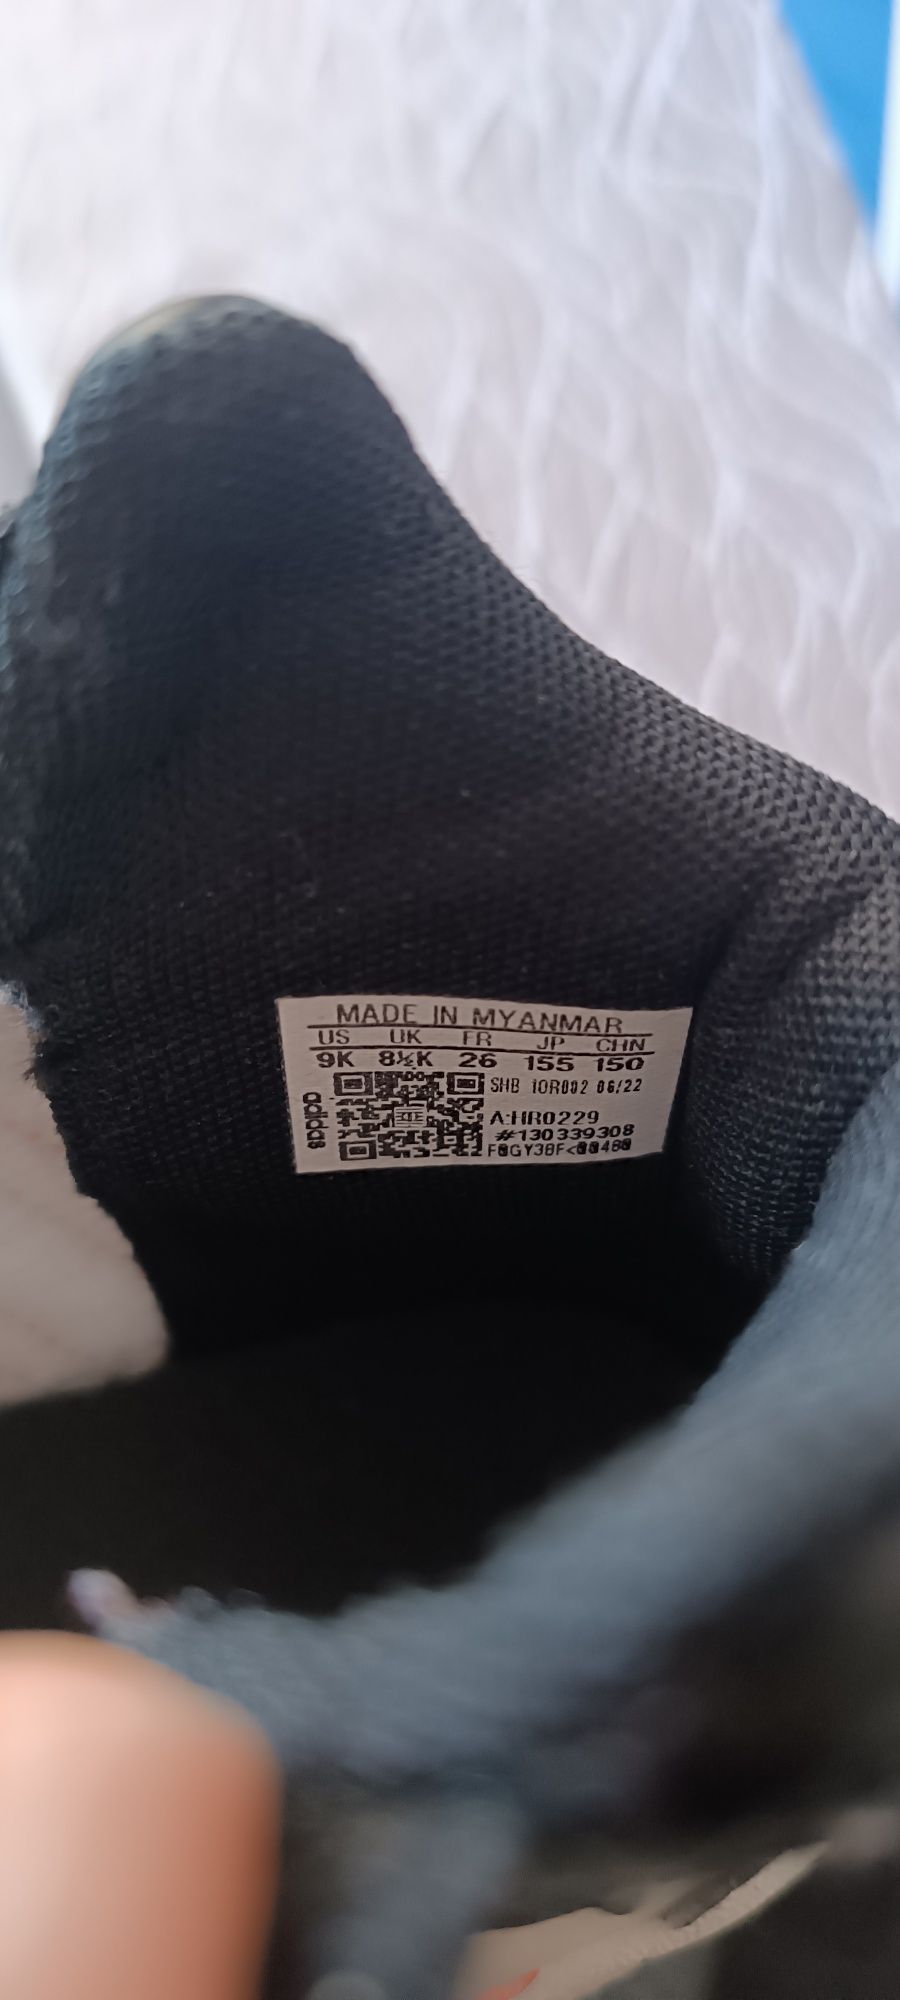 MADE IN MYANMAR
US UK FR JP CHN
9K 8½K 26 155 150
adidas
SHB IOR002 06/22
A:HR0229
#130339308